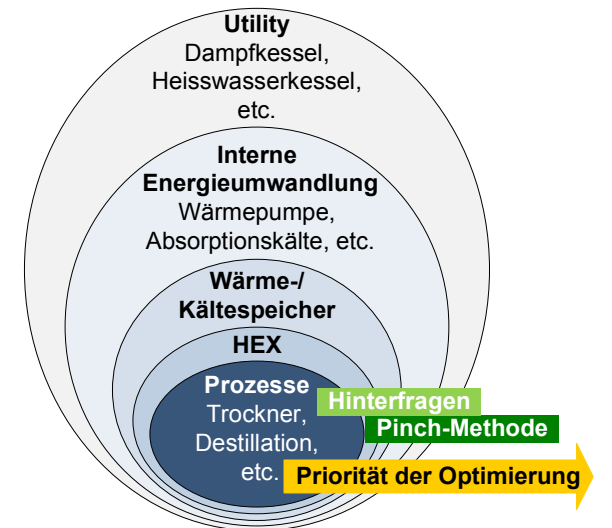 Utility
Dampfkessel,
Heisswasserkessel,
etc.
Interne
Energieumwandlung
Wärmepumpe,
Absorptionskälte, etc.
Wärme-/
Kältespeicher
HEX
Prozesse
Trockner,
Destillation,
etc.
Hinterfragen
Pinch-Methode
Priorität der Optimierung